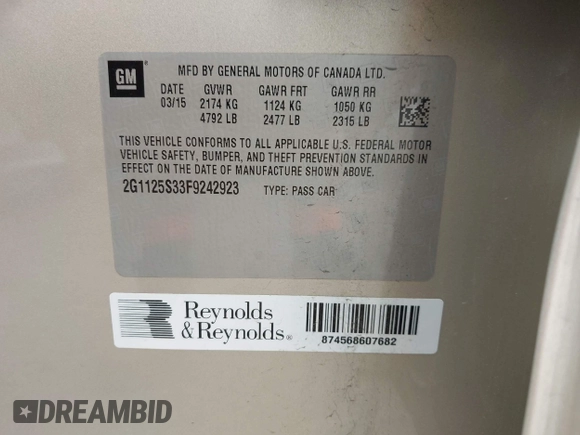 GM ® MFD BY GENERAL MOTORS OF CANADA LTD.
DATE GVWR GAWR FRT GAWR RR
03/15 2174 KG 1124 KG 1050 KG
4792 LB 2477 LB 2315 LB
THIS VEHICLE CONFORMS TO ALL APPLICABLE U.S. FEDERAL MOTOR
VEHICLE SAFETY, BUMPER, AND THEFT PREVENTION STANDARDS IN
EFFECT ON THE DATE OF MANUFACTURE SHOWN ABOVE.
2G1125S33F9242923 TYPE: PASS CAR
Reynolds
& Reynolds®
874568607682
DREAMBID